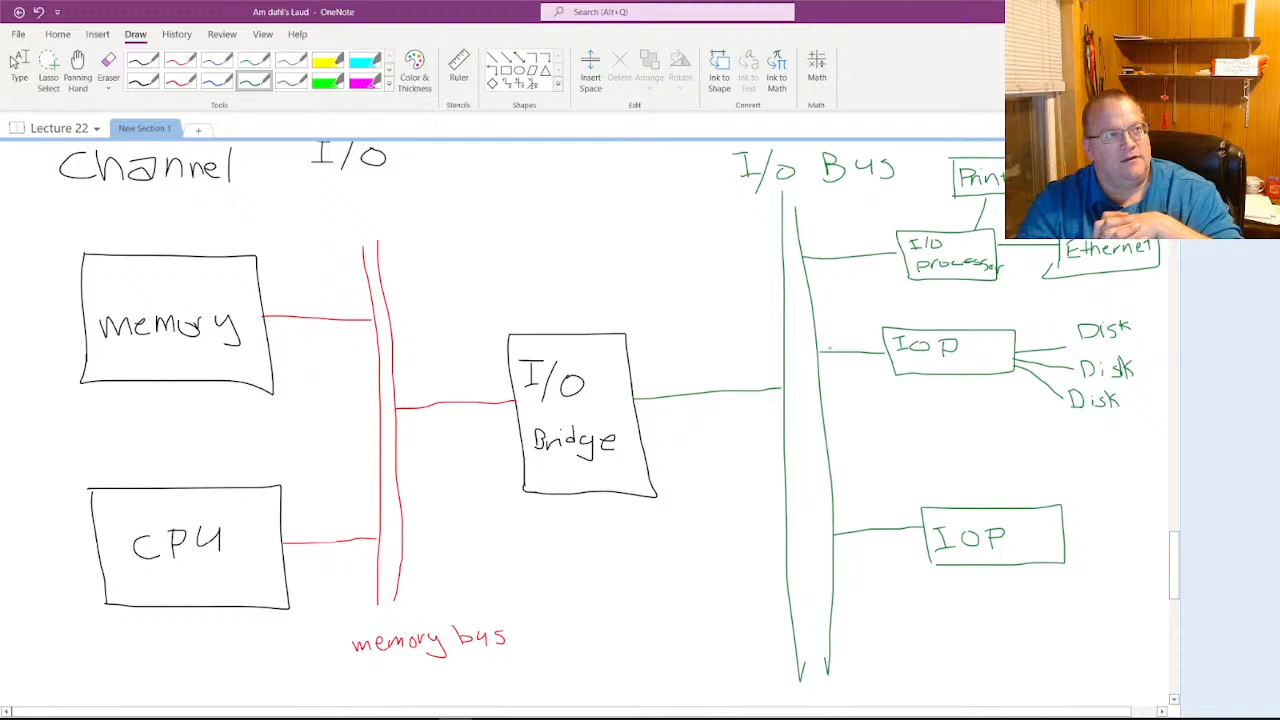 Am dahl's Laud - OneNote
Search (Alt+Q)
File Home Insert Draw History Review View Help
Type
Lasso Select
Panning Hand
Eraser
Color & Thickness
Ruler
Shapes
Insert Space
Delete
Arrange
Rotate
Ink to Shape
Ink to Text
Ink to Math
Math
Tools Stencils Shapes Edit Convert Math
Lecture 22
New Section 1
+
Channel I/O
I/O Bus
Print
I/O
processor
Ethernet
memory
I/O
Bridge
IOP
Disk
Disk
Disk
CPU
IOP
memory bus